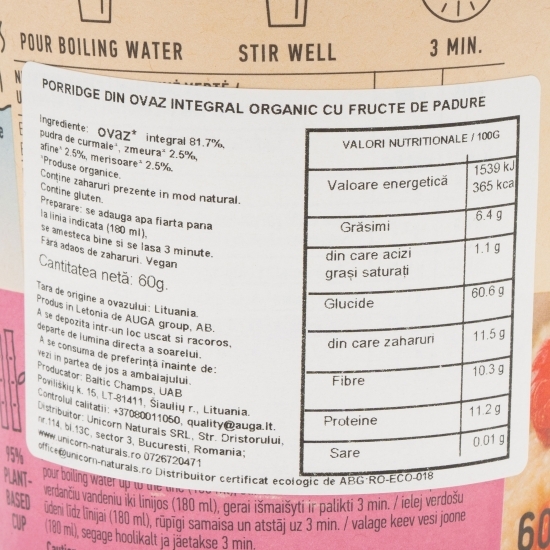 POUR BOILING WATER
STIR WELL
3 MIN.
PORRIDGE DIN OVAZ INTEGRAL ORGANIC CU FRUCTE DE PADURE
Ingrediente: ovaz* integral 81.7%,
pudra de curmale*, zmeura* 2.5%,
afine* 2.5%, merisoare* 2.5%.
*Produse organice.
Conține zaharuri prezente in mod natural.
Conține gluten.
Preparare: se adauga apa fiarta pana
la linia indicata (180 ml),
se amesteca bine si se lasa 3 minute.
Fără adaos de zaharuri. Vegan
Cantitatea netă: 60g.
Tara de origine a ovazului: Lituania.
Produs in Letonia de AUGA group, AB.
A se depozita intr-un loc uscat si racoros,
departe de lumina directa a soarelui.
A se consuma de preferință inainte de:
vezi in partea de jos a ambalajului.
Producator: Baltic Champs, UAB
Poviliškių k. 15, LT-81411, Šiaulių r., Lituania.
Controlul calitatii: +37080011050, quality@auga.lt.
Distribuitor: Unicorn Naturals SRL, Str. Dristorului,
nr.114, bl.13C, sector 3, Bucuresti, Romania;
www.unicorn-naturals.ro 0726720471
office@unicorn-naturals.ro Distribuitor certificat ecologic de ABG RO-ECO-018
VALORI NUTRITIONALE / 100G
Valoare energetică 1539 kJ
365 kcal
Grăsimi 6.4 g
din care acizi
grași saturați 1.1 g
Glucide 60.6 g
din care zaharuri 11.5 g
Fibre 10.3 g
Proteine 11.2 g
Sare 0.01 g
95%
PLANT-
BASED
CUP
pour boiling water up to the line
verdančiu vandeniu iki linijos (180 ml), gerai išmaišyti ir palikti 3 min. / ielej verdošu
ūdeni līdz līnijai (180 ml), rūpīgi samaisa un atstāj uz 3 min. / valage keev vesi joone
(180 ml), segage hoolikalt ja jäetakse 3 min.
60